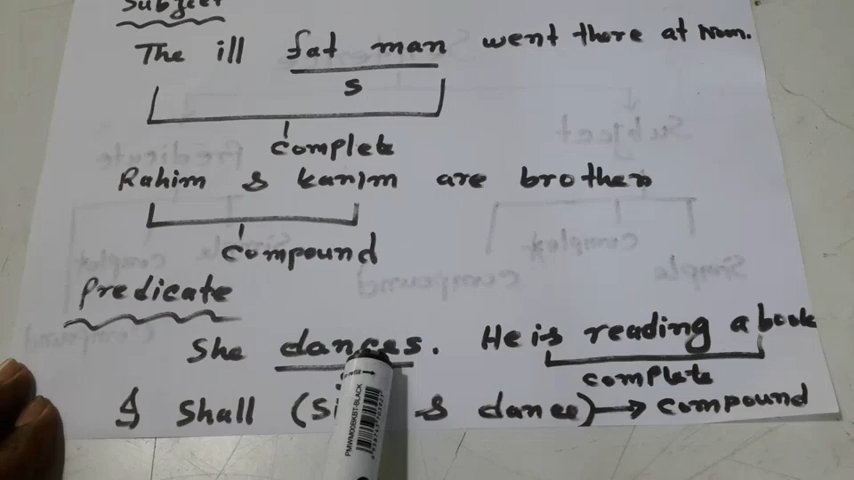 Subject
The ill fat man went there at Nom.
S
complete
Rahim & karim are brothers
compound
Predicate
She dances. He is reading a book
complete
I shall (si & dance) → compound